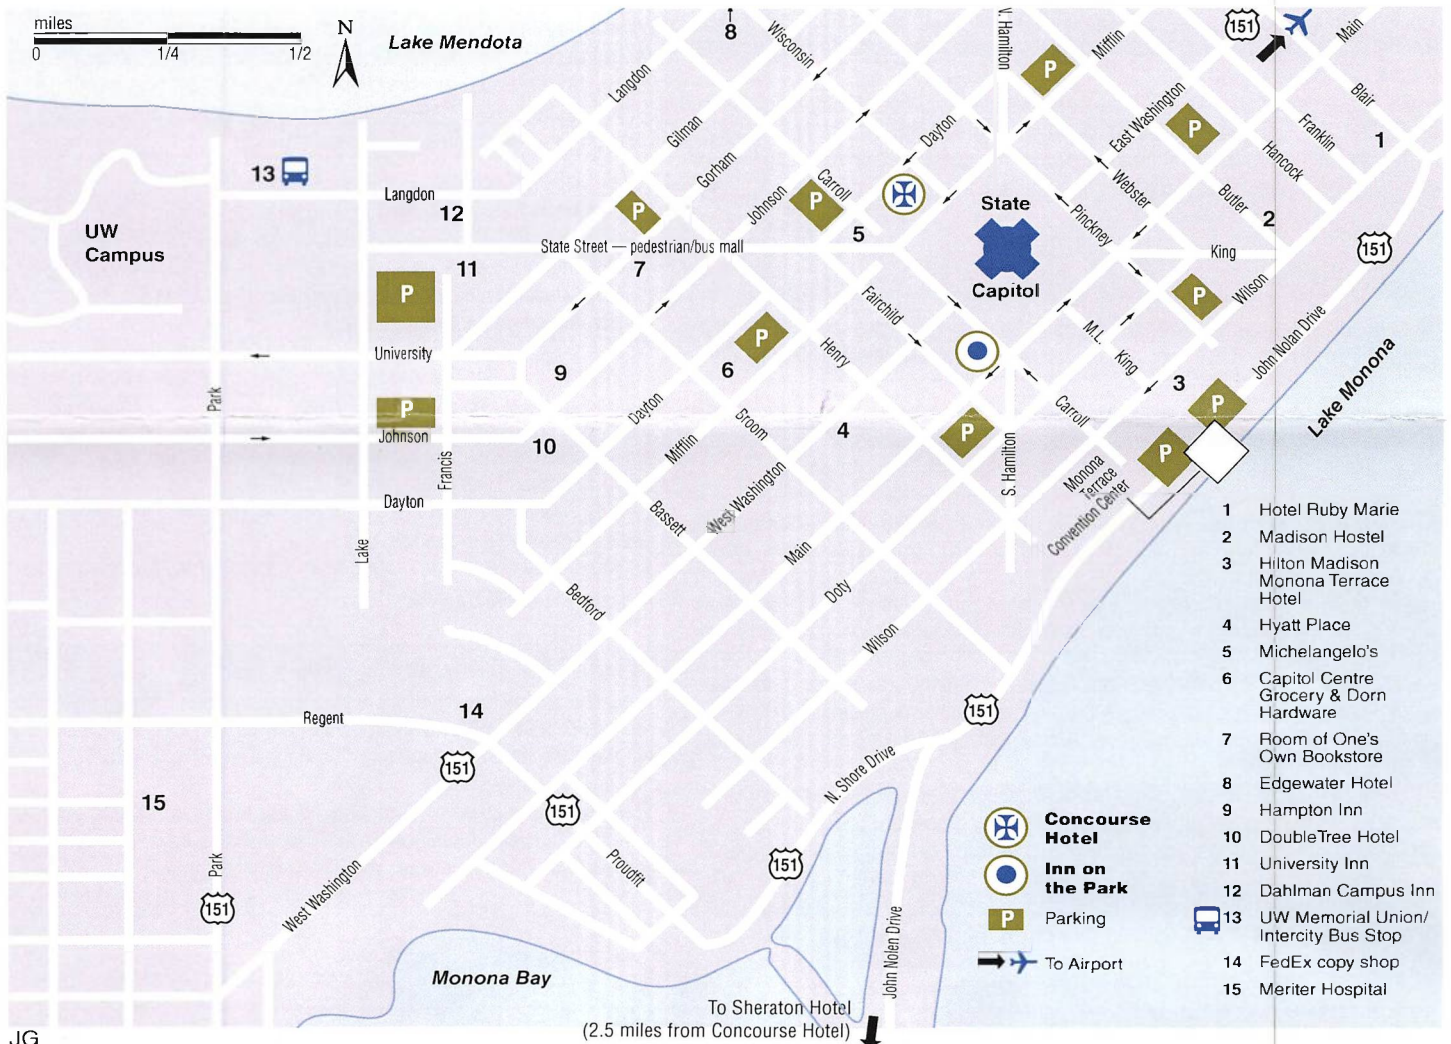 miles
0 1/4 1/2
N
Lake Mendota
8
Wisconsin
N. Hamilton
Mifflin
151
Main
P
Langdon
Blair
East Washington
Gilman
Dayton
P
Franklin
1
Hancock
Gorham
13
Carroll
Webster
Langdon
12
P
Johnson
P
State
Butler
2
Pinckney
UW
Campus
5
State Street — pedestrian/bus mall
King
151
11
7
Capitol
Wilson
P
P
Fairchild
John Nolan Drive
P
M.L. King
University
Henry
9
6
3
Lake Monona
Park
P
Dayton
Carroll
P
Broom
4
P
Johnson
10
Mifflin
P
Francis
S. Hamilton
Monona
Terrace
Convention Center
West Washington
Dayton
Bassett
Lake
Main
Doty
Bedford
Wilson
Regent
14
151
151
N. Shore Drive
15
151
Park
Proudfit
151
West Washington
151
John Nolen Drive
Monona Bay
To Sheraton Hotel
(2.5 miles from Concourse Hotel)
JG
Concourse
Hotel
Inn on
the Park
P Parking
To Airport
1 Hotel Ruby Marie
2 Madison Hostel
3 Hilton Madison
Monona Terrace
Hotel
4 Hyatt Place
5 Michelangelo's
6 Capitol Centre
Grocery & Dorn
Hardware
7 Room of One's
Own Bookstore
8 Edgewater Hotel
9 Hampton Inn
10 DoubleTree Hotel
11 University Inn
12 Dahlman Campus Inn
13 UW Memorial Union/
Intercity Bus Stop
14 FedEx copy shop
15 Meriter Hospital